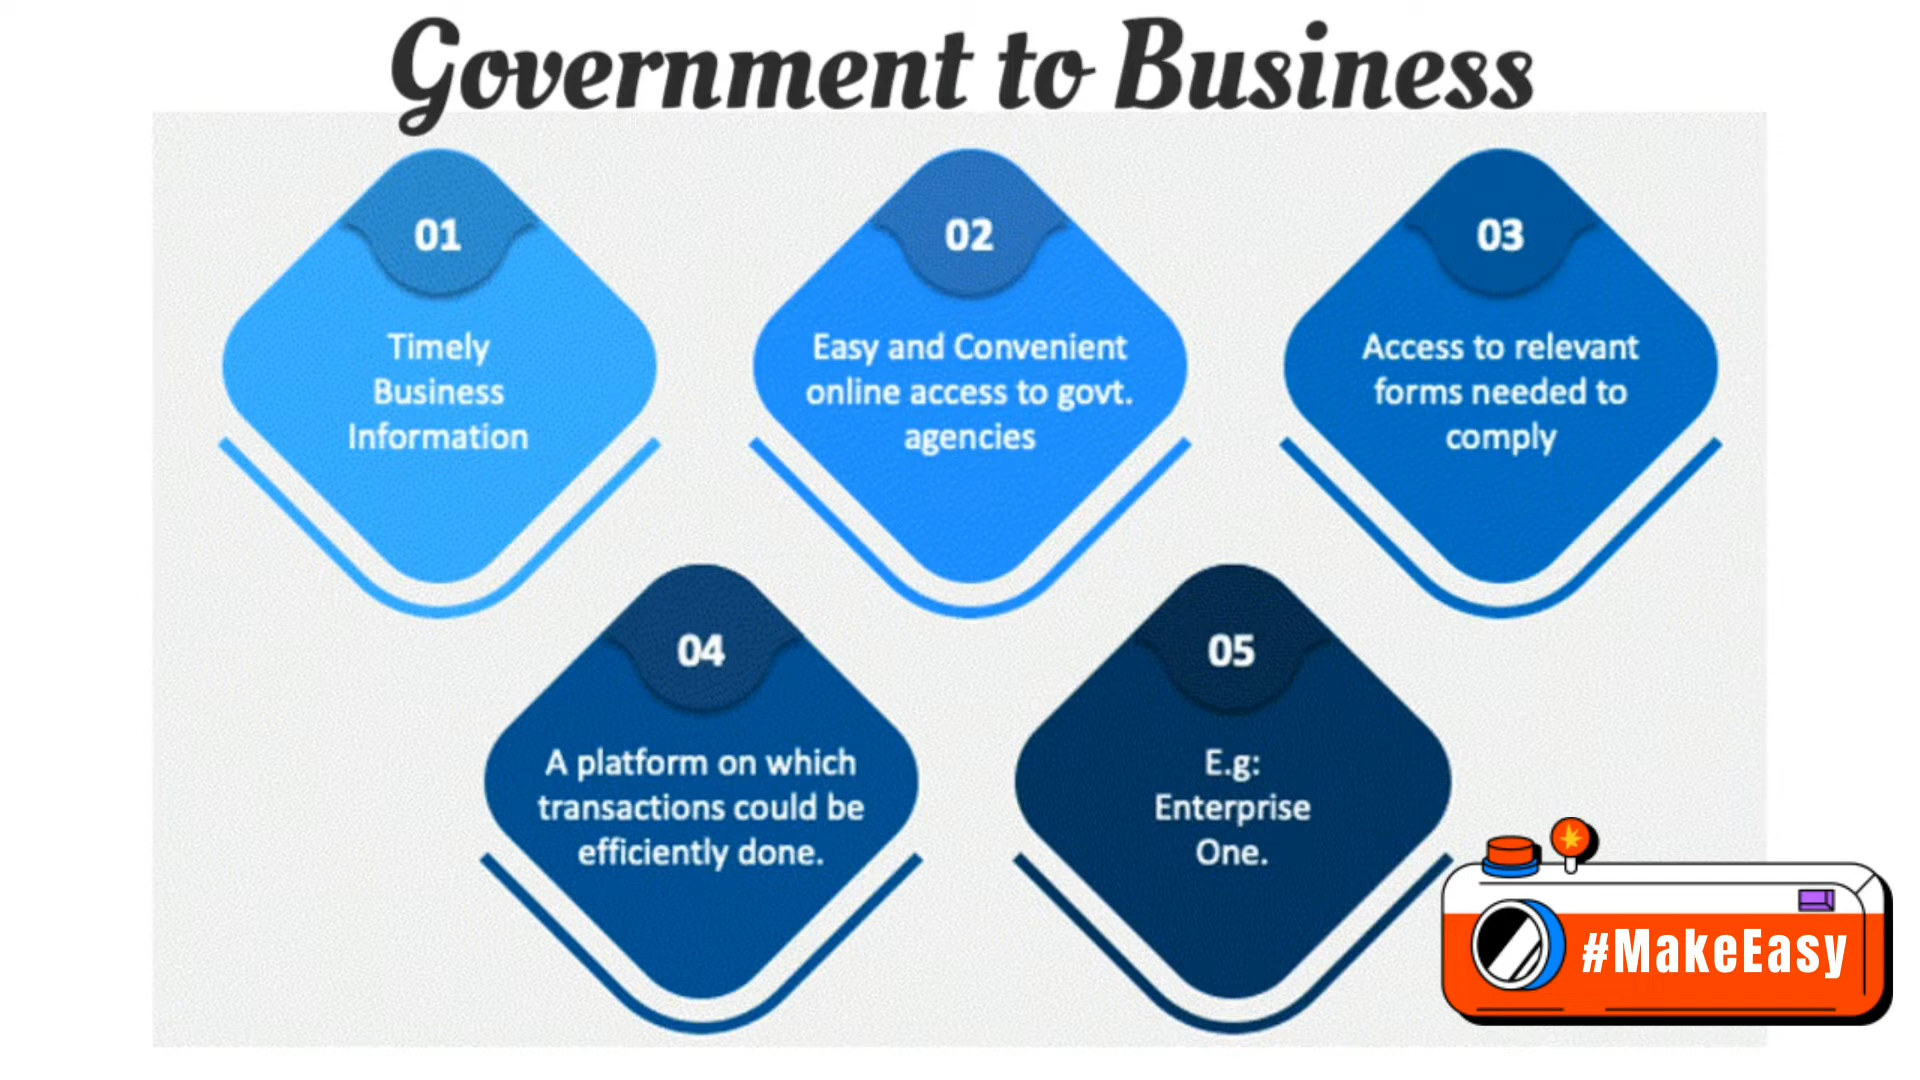 Government to Business
01
Timely
Business
Information
02
Easy and Convenient
online access to govt.
agencies
03
Access to relevant
forms needed to
comply
04
A platform on which
transactions could be
efficiently done.
05
E.g:
Enterprise
One.
#MakeEasy